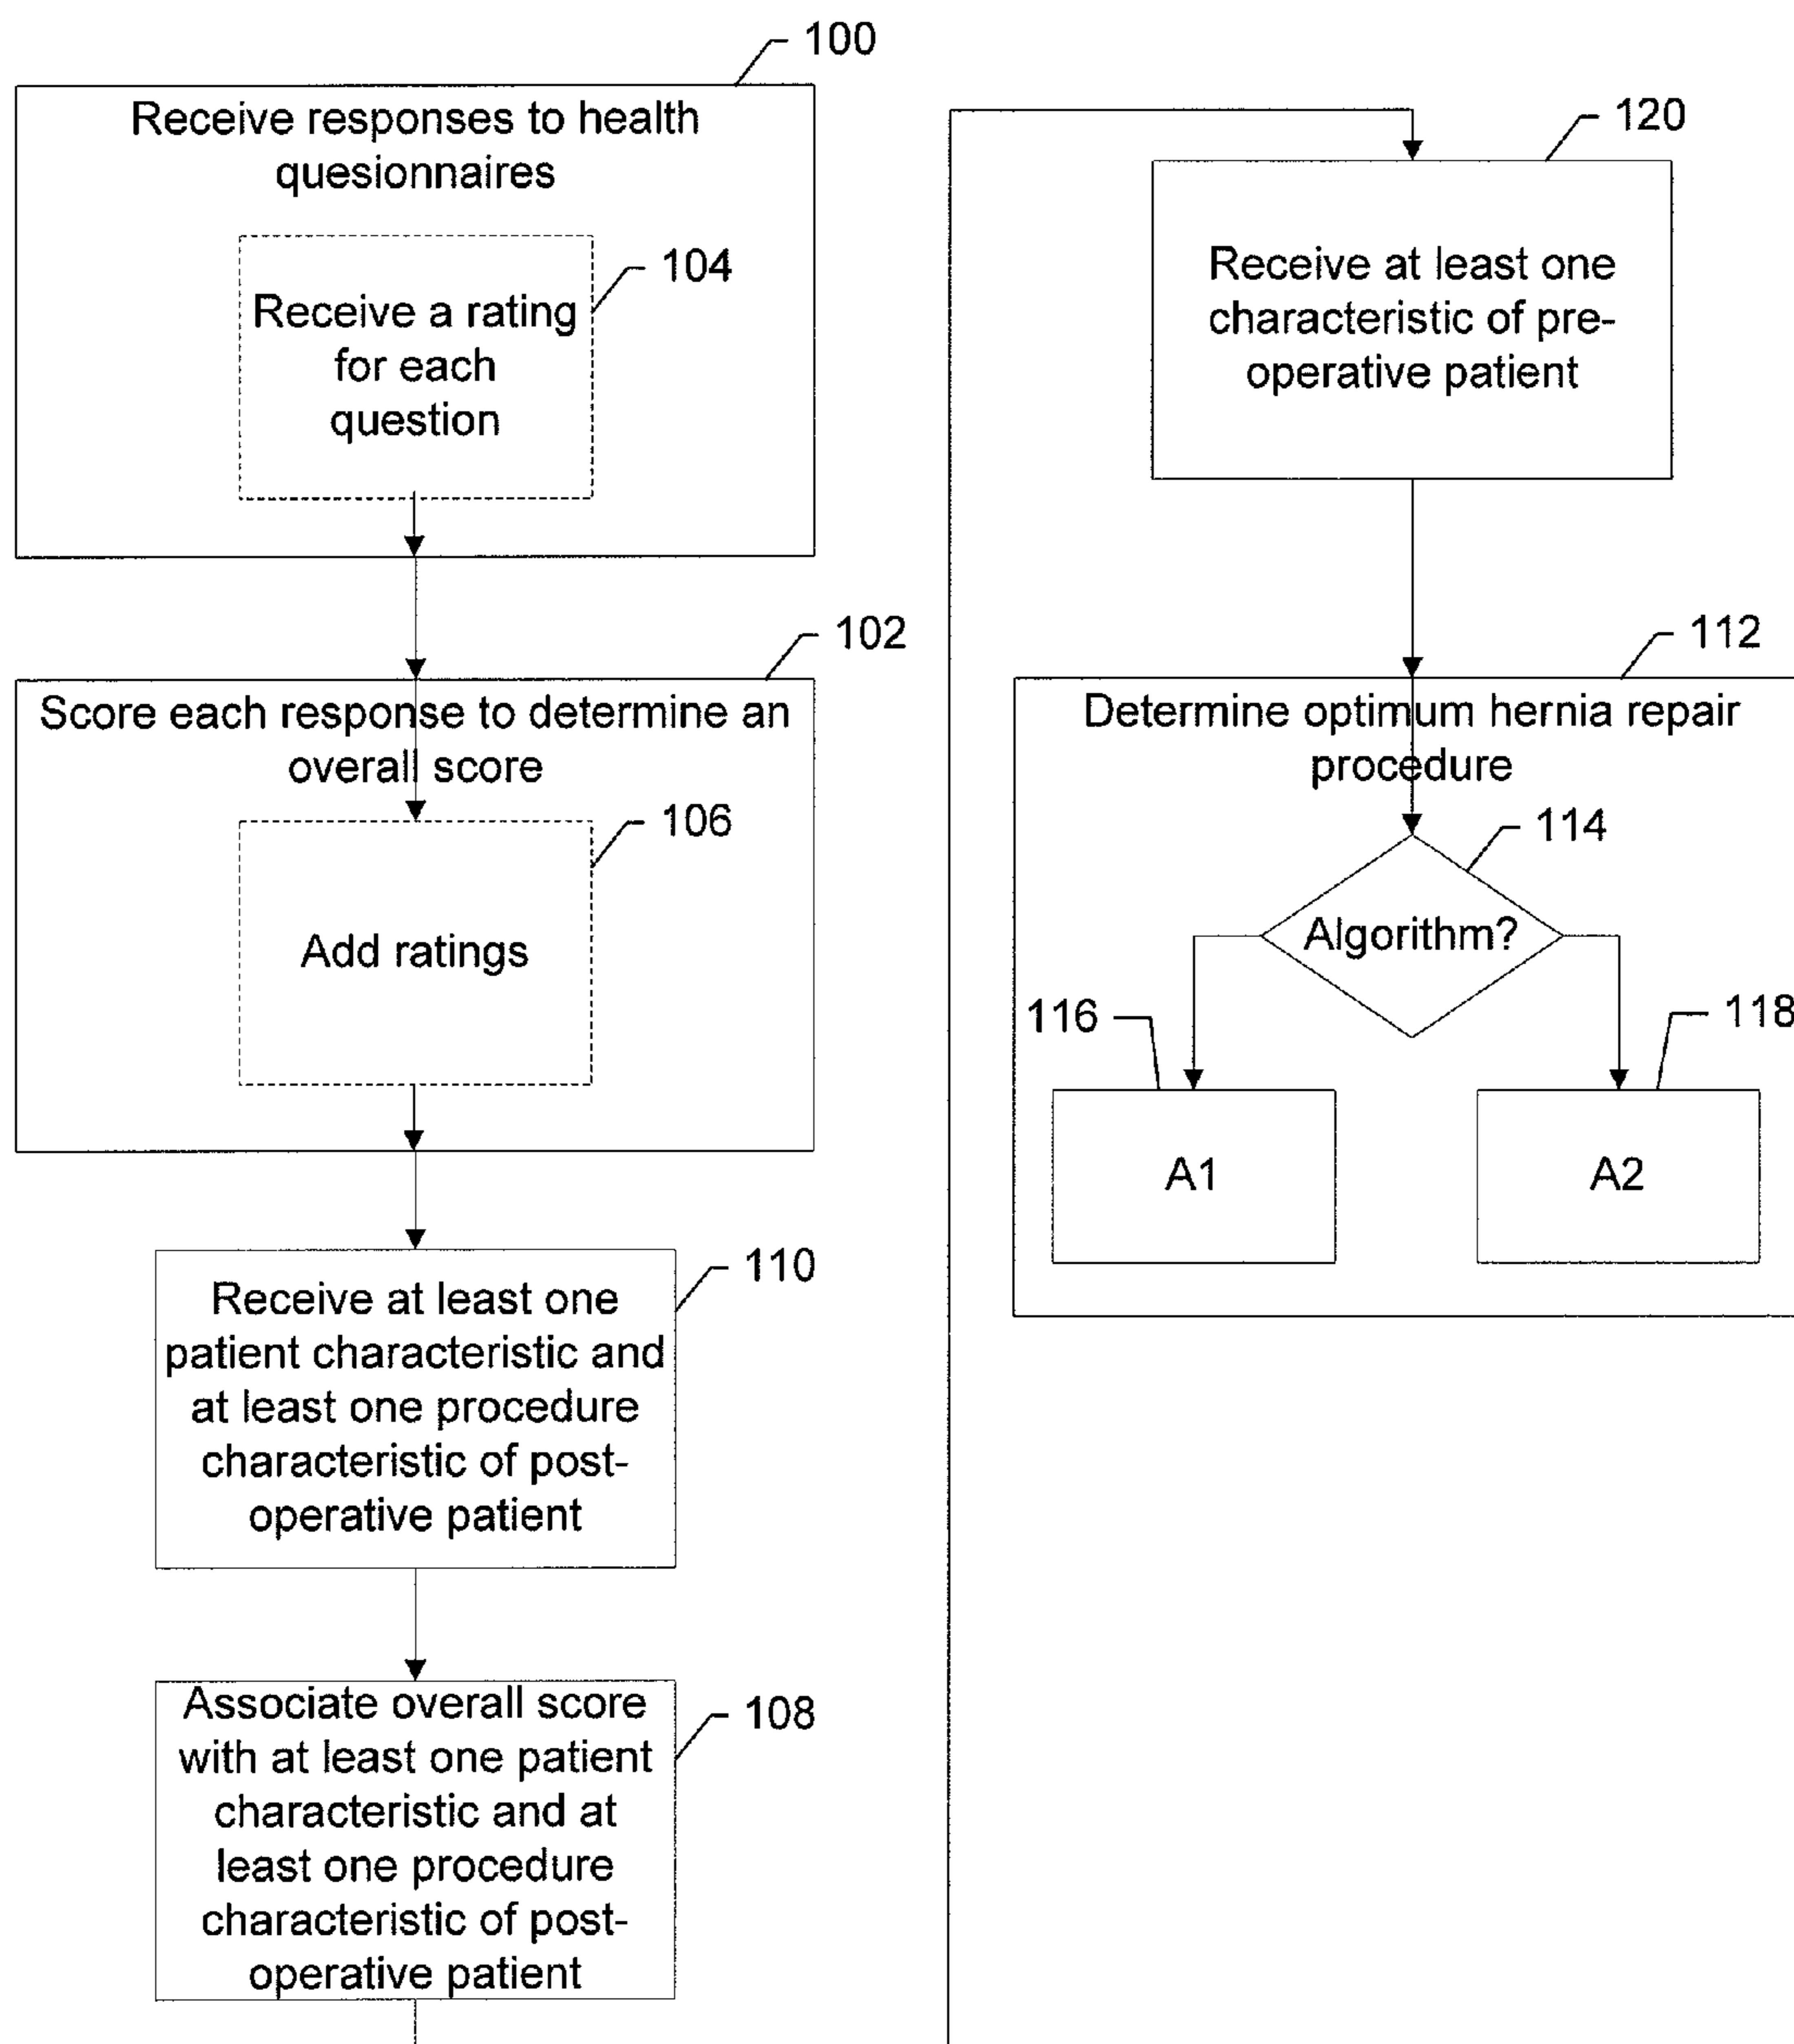 100
Receive responses to health
quesionnaires
104
Receive a rating
for each
question
102
Score each response to determine an
overall score
106
Add ratings
110
Receive at least one
patient characteristic and
at least one procedure
characteristic of post-
operative patient
108
Associate overall score
with at least one patient
characteristic and at
least one procedure
characteristic of post-
operative patient
120
Receive at least one
characteristic of pre-
operative patient
112
Determine optimum hernia repair
procedure
114
Algorithm?
116
118
A1
A2